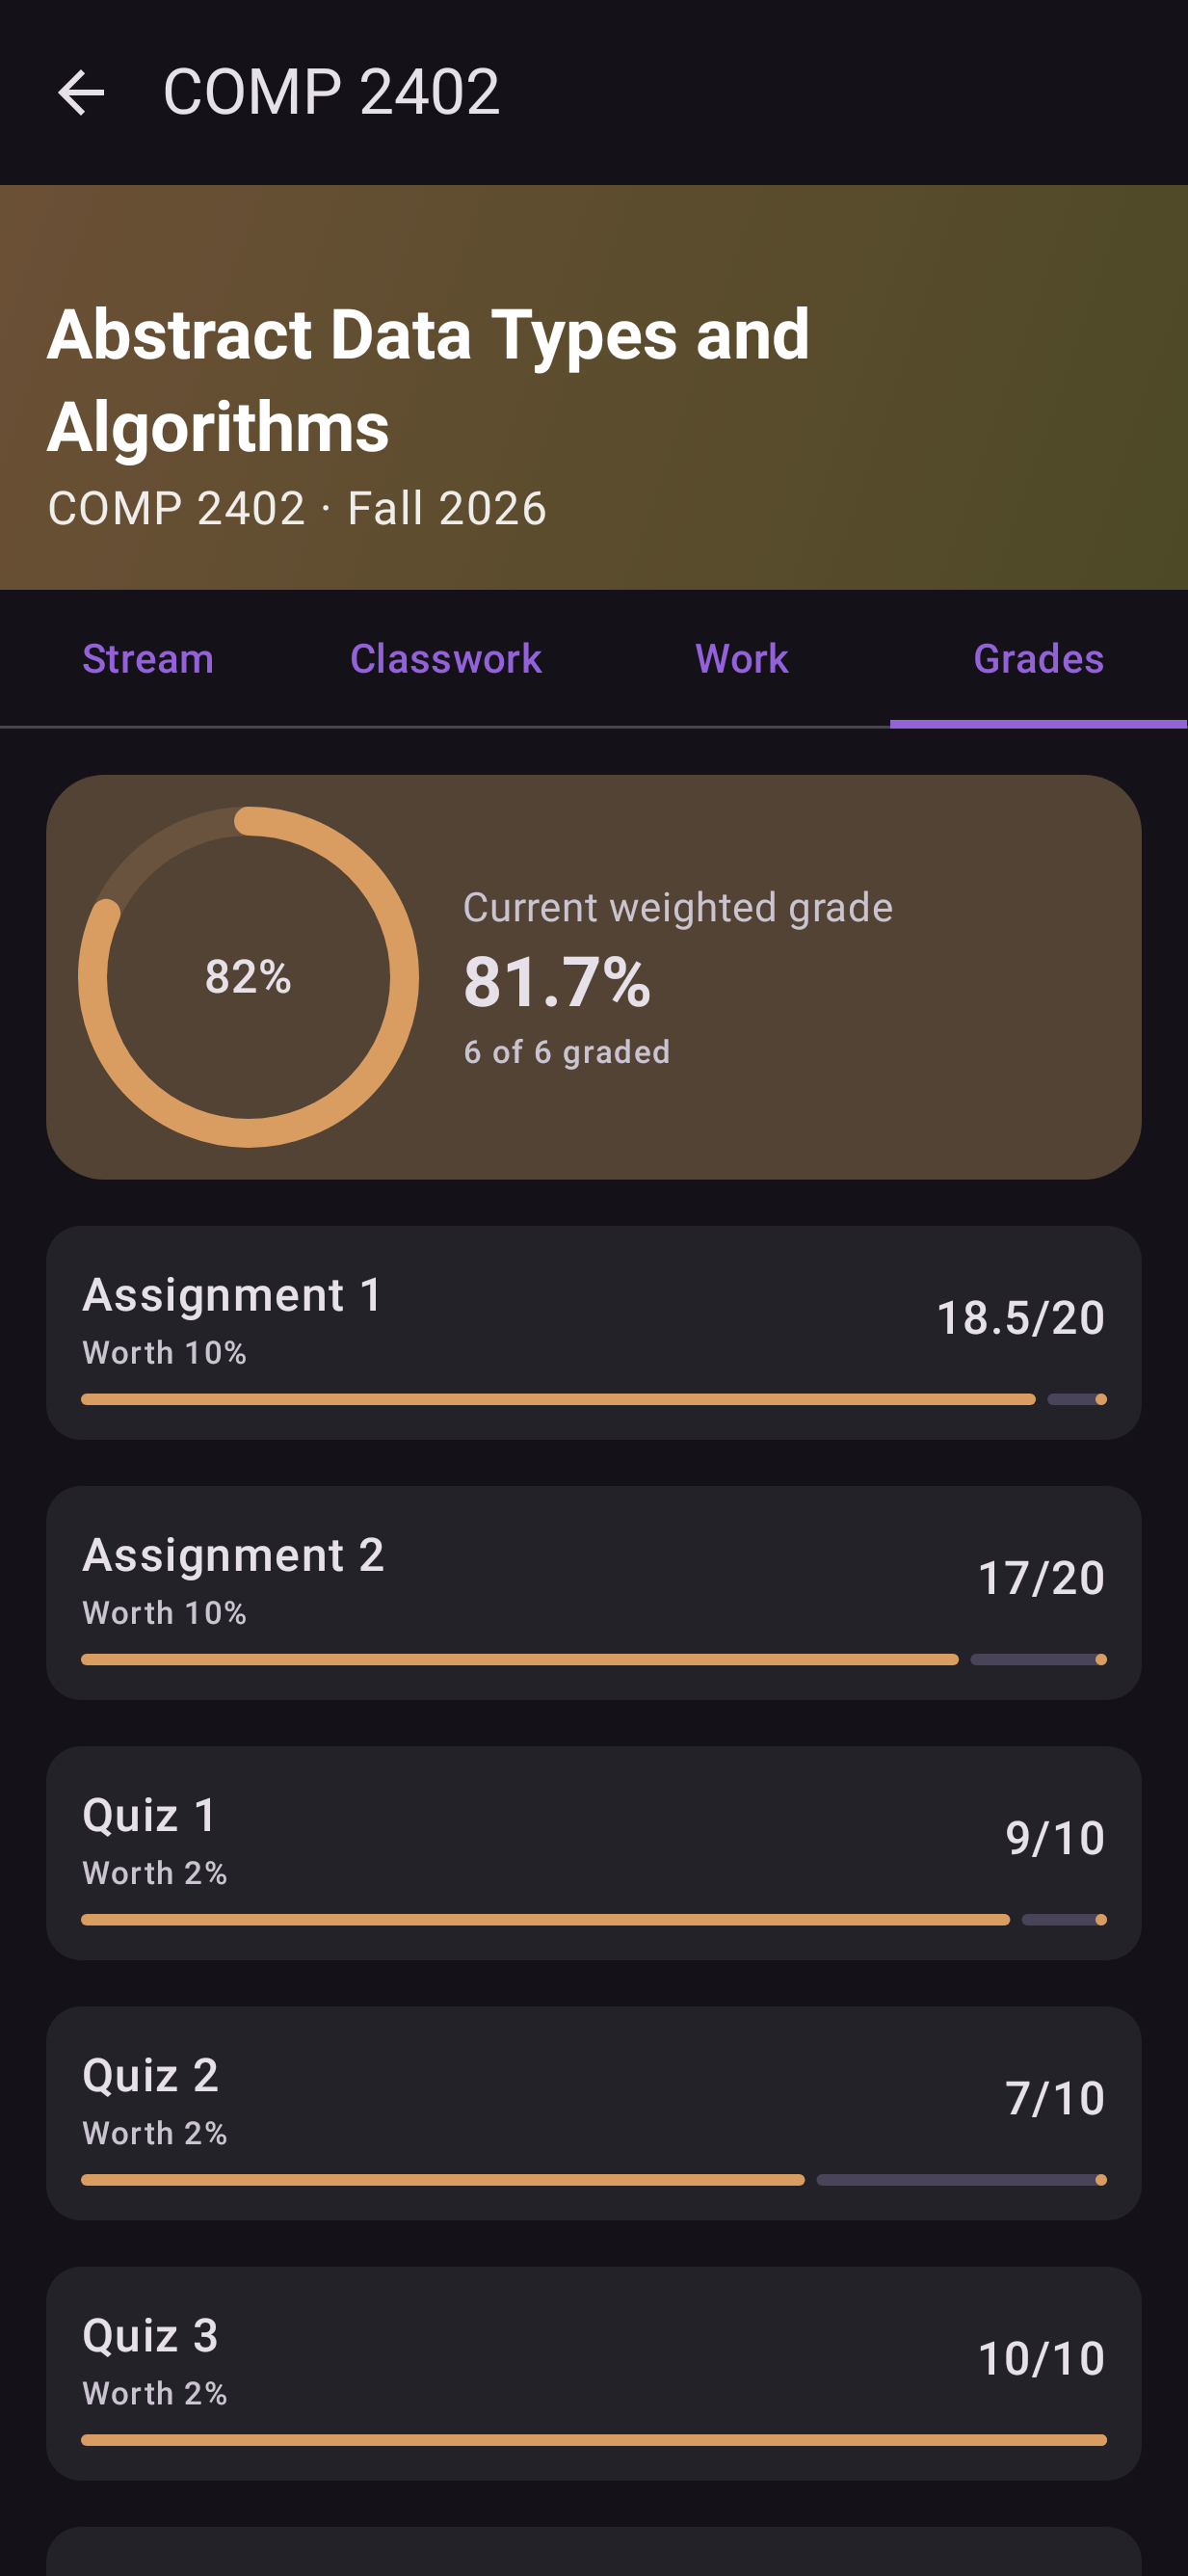 COMP 2402
Abstract Data Types and
Algorithms
COMP 2402 · Fall 2026
Stream
Classwork
Work
Grades
82%
Current weighted grade
81.7%
6 of 6 graded
Assignment 1
18.5/20
Worth 10%
Assignment 2
17/20
Worth 10%
Quiz 1
9/10
Worth 2%
Quiz 2
7/10
Worth 2%
Quiz 3
10/10
Worth 2%